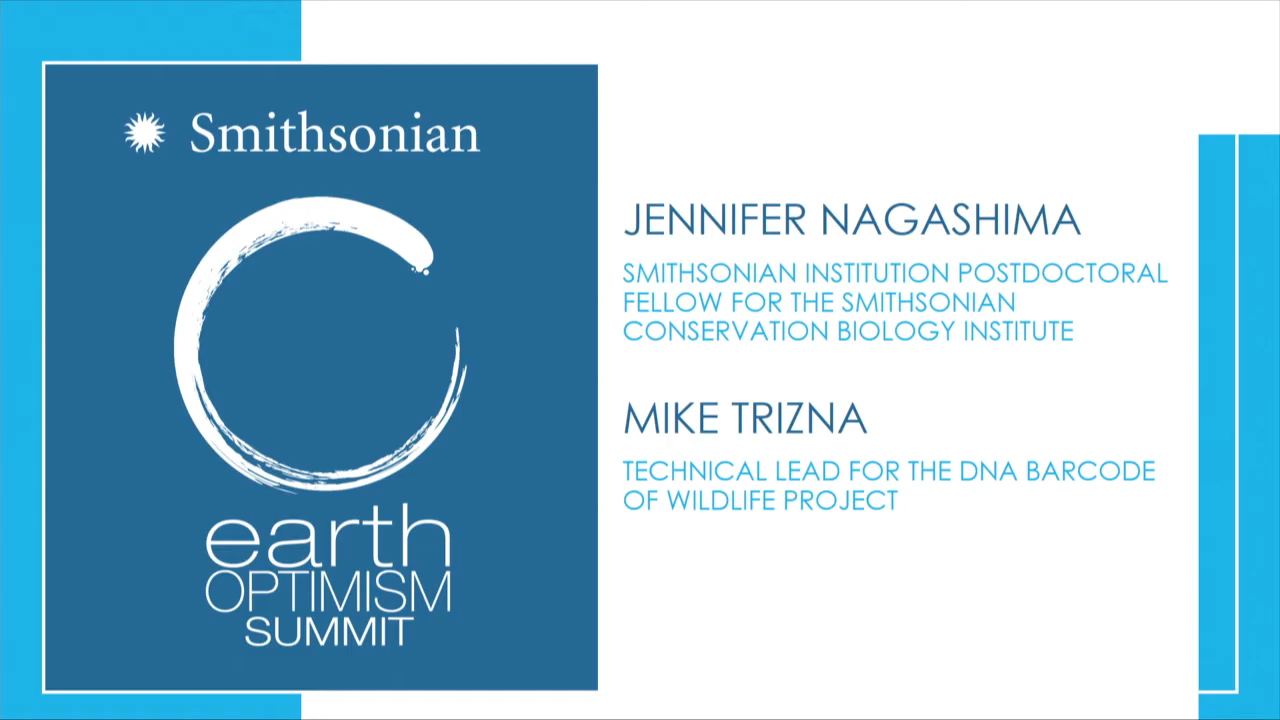 Smithsonian
earth
OPTIMISM
SUMMIT
JENNIFER NAGASHIMA
SMITHSONIAN INSTITUTION POSTDOCTORAL
FELLOW FOR THE SMITHSONIAN
CONSERVATION BIOLOGY INSTITUTE
MIKE TRIZNA
TECHNICAL LEAD FOR THE DNA BARCODE
OF WILDLIFE PROJECT